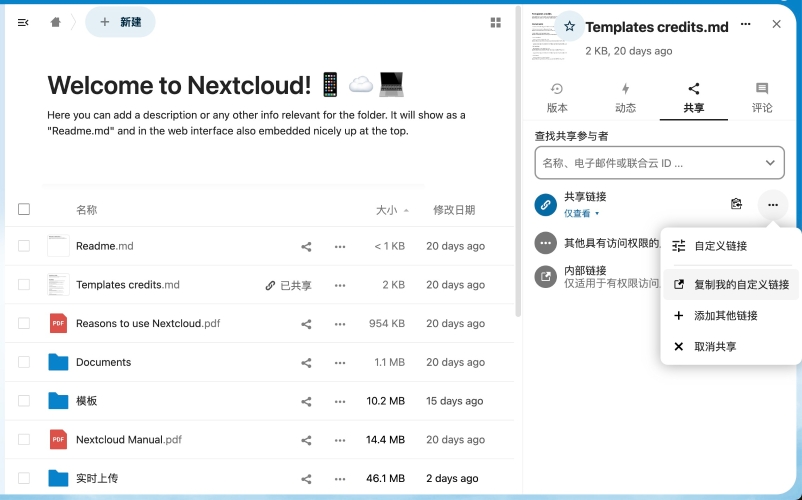 新建
Welcome to Nextcloud!
Here you can add a description or any other info relevant for the folder. It will show as a
"Readme.md" and in the web interface also embedded nicely up at the top.
名称 大小 修改日期
Readme.md < 1 KB 20 days ago
Templates credits.md 已共享 2 KB 20 days ago
PDF Reasons to use Nextcloud.pdf 954 KB 20 days ago
Documents 1.1 MB 20 days ago
模板 10.2 MB 15 days ago
PDF Nextcloud Manual.pdf 14.4 MB 20 days ago
实时上传 46.1 MB 2 days ago
Templates credits.md
2 KB, 20 days ago
版本 动态 共享 评论
查找共享参与者
名称、电子邮件或联合云 ID ...
共享链接
仅查看
其他具有访问权限的
内部链接
仅适用于有权限访问
自定义链接
复制我的自定义链接
添加其他链接
取消共享